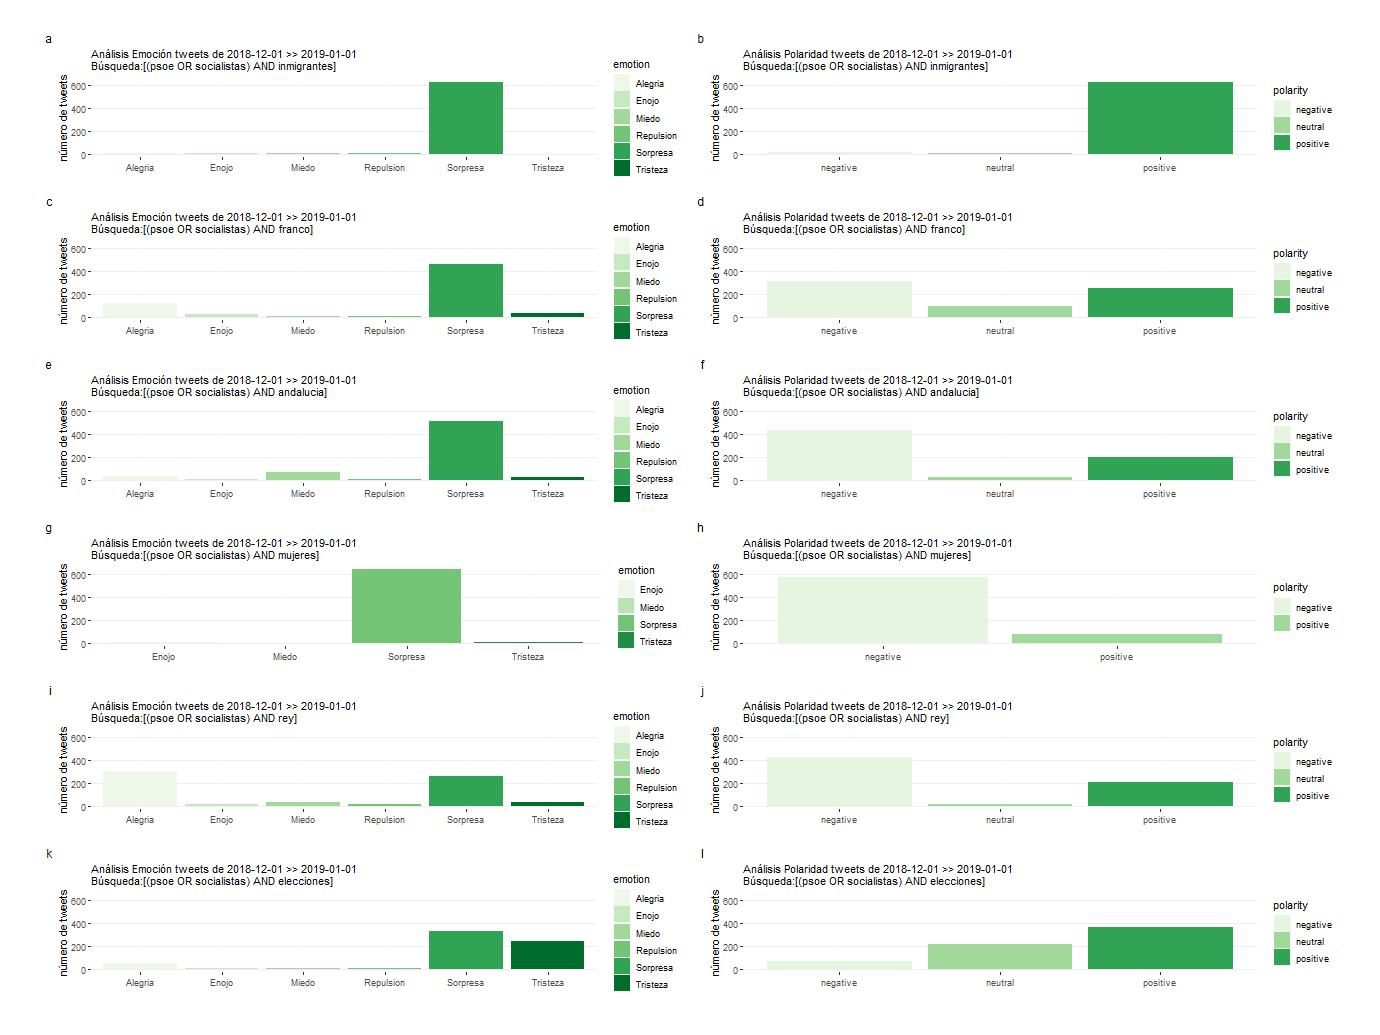 a
Análisis Emoción tweets de 2018-12-01 >> 2019-01-01
Búsqueda:[(psoe OR socialistas) AND inmigrantes]
número de tweets
600
400
200
0
Alegria Enojo Miedo Repulsion Sorpresa Tristeza
emotion
Alegria
Enojo
Miedo
Repulsion
Sorpresa
Tristeza
b
Análisis Polaridad tweets de 2018-12-01 >> 2019-01-01
Búsqueda:[(psoe OR socialistas) AND inmigrantes]
número de tweets
600
400
200
0
negative neutral positive
polarity
negative
neutral
positive
c
Análisis Emoción tweets de 2018-12-01 >> 2019-01-01
Búsqueda:[(psoe OR socialistas) AND franco]
número de tweets
600
400
200
0
Alegria Enojo Miedo Repulsion Sorpresa Tristeza
emotion
Alegria
Enojo
Miedo
Repulsion
Sorpresa
Tristeza
d
Análisis Polaridad tweets de 2018-12-01 >> 2019-01-01
Búsqueda:[(psoe OR socialistas) AND franco]
número de tweets
600
400
200
0
negative neutral positive
polarity
negative
neutral
positive
e
Análisis Emoción tweets de 2018-12-01 >> 2019-01-01
Búsqueda:[(psoe OR socialistas) AND andalucia]
número de tweets
600
400
200
0
Alegria Enojo Miedo Repulsion Sorpresa Tristeza
emotion
Alegria
Enojo
Miedo
Repulsion
Sorpresa
Tristeza
f
Análisis Polaridad tweets de 2018-12-01 >> 2019-01-01
Búsqueda:[(psoe OR socialistas) AND andalucia]
número de tweets
600
400
200
0
negative neutral positive
polarity
negative
neutral
positive
g
Análisis Emoción tweets de 2018-12-01 >> 2019-01-01
Búsqueda:[(psoe OR socialistas) AND mujeres]
número de tweets
600
400
200
0
Enojo Miedo Sorpresa Tristeza
emotion
Enojo
Miedo
Sorpresa
Tristeza
h
Análisis Polaridad tweets de 2018-12-01 >> 2019-01-01
Búsqueda:[(psoe OR socialistas) AND mujeres]
número de tweets
600
400
200
0
negative positive
polarity
negative
positive
i
Análisis Emoción tweets de 2018-12-01 >> 2019-01-01
Búsqueda:[(psoe OR socialistas) AND rey]
número de tweets
600
400
200
0
Alegria Enojo Miedo Repulsion Sorpresa Tristeza
emotion
Alegria
Enojo
Miedo
Repulsion
Sorpresa
Tristeza
j
Análisis Polaridad tweets de 2018-12-01 >> 2019-01-01
Búsqueda:[(psoe OR socialistas) AND rey]
número de tweets
600
400
200
0
negative neutral positive
polarity
negative
neutral
positive
k
Análisis Emoción tweets de 2018-12-01 >> 2019-01-01
Búsqueda:[(psoe OR socialistas) AND elecciones]
número de tweets
600
400
200
0
Alegria Enojo Miedo Repulsion Sorpresa Tristeza
emotion
Alegria
Enojo
Miedo
Repulsion
Sorpresa
Tristeza
l
Análisis Polaridad tweets de 2018-12-01 >> 2019-01-01
Búsqueda:[(psoe OR socialistas) AND elecciones]
número de tweets
600
400
200
0
negative neutral positive
polarity
negative
neutral
positive